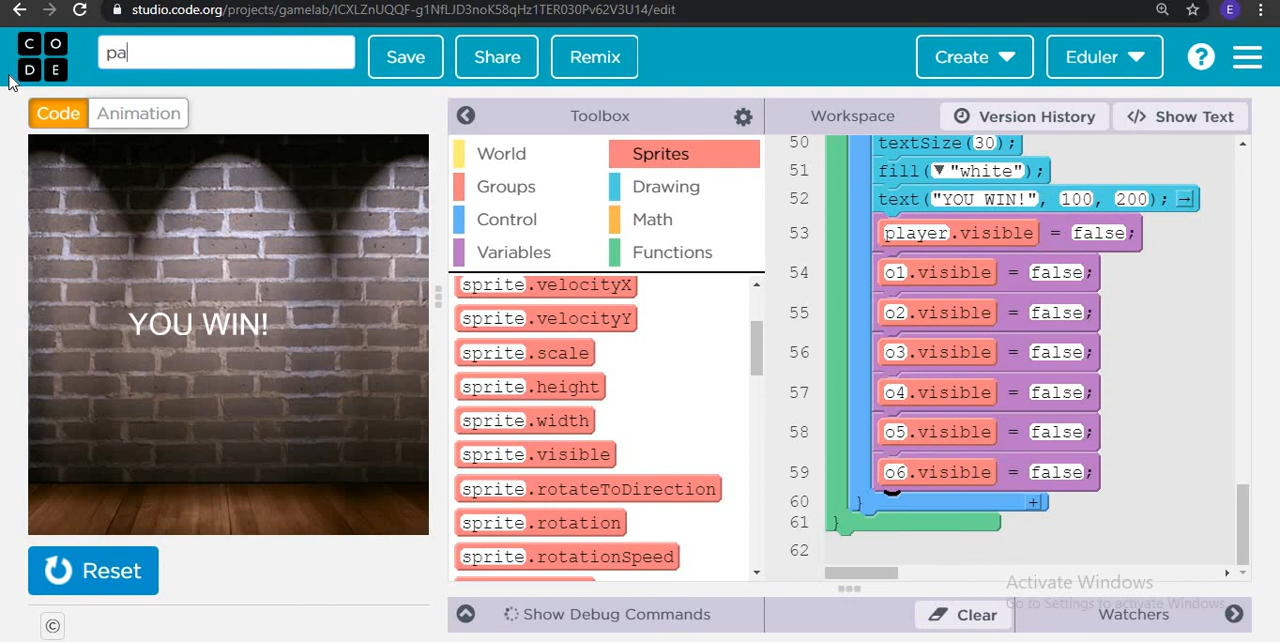 studio.code.org/projects/gamelab/ICXLZnUQQF-g1NfLJD3noK58qHz1TER030Pv62V3U14/edit
E
C O
D E
pa
Save
Share
Remix
Create
Eduler
?
Code
Animation
Toolbox
Workspace
Version History
</> Show Text
World
Sprites
Groups
Drawing
Control
Math
Variables
Functions
sprite.velocityX
sprite.velocityY
sprite.scale
sprite.height
sprite.width
sprite.visible
sprite.rotateToDirection
sprite.rotation
sprite.rotationSpeed
50 textSize(30);
51 fill("white");
52 text("YOU WIN!", 100, 200);
53 player.visible = false;
54 o1.visible = false;
55 o2.visible = false;
56 o3.visible = false;
57 o4.visible = false;
58 o5.visible = false;
59 o6.visible = false;
60 }
61 }
62
YOU WIN!
Reset
©
Show Debug Commands
Clear
Watchers
Activate Windows
Go to Settings to activate Windows.